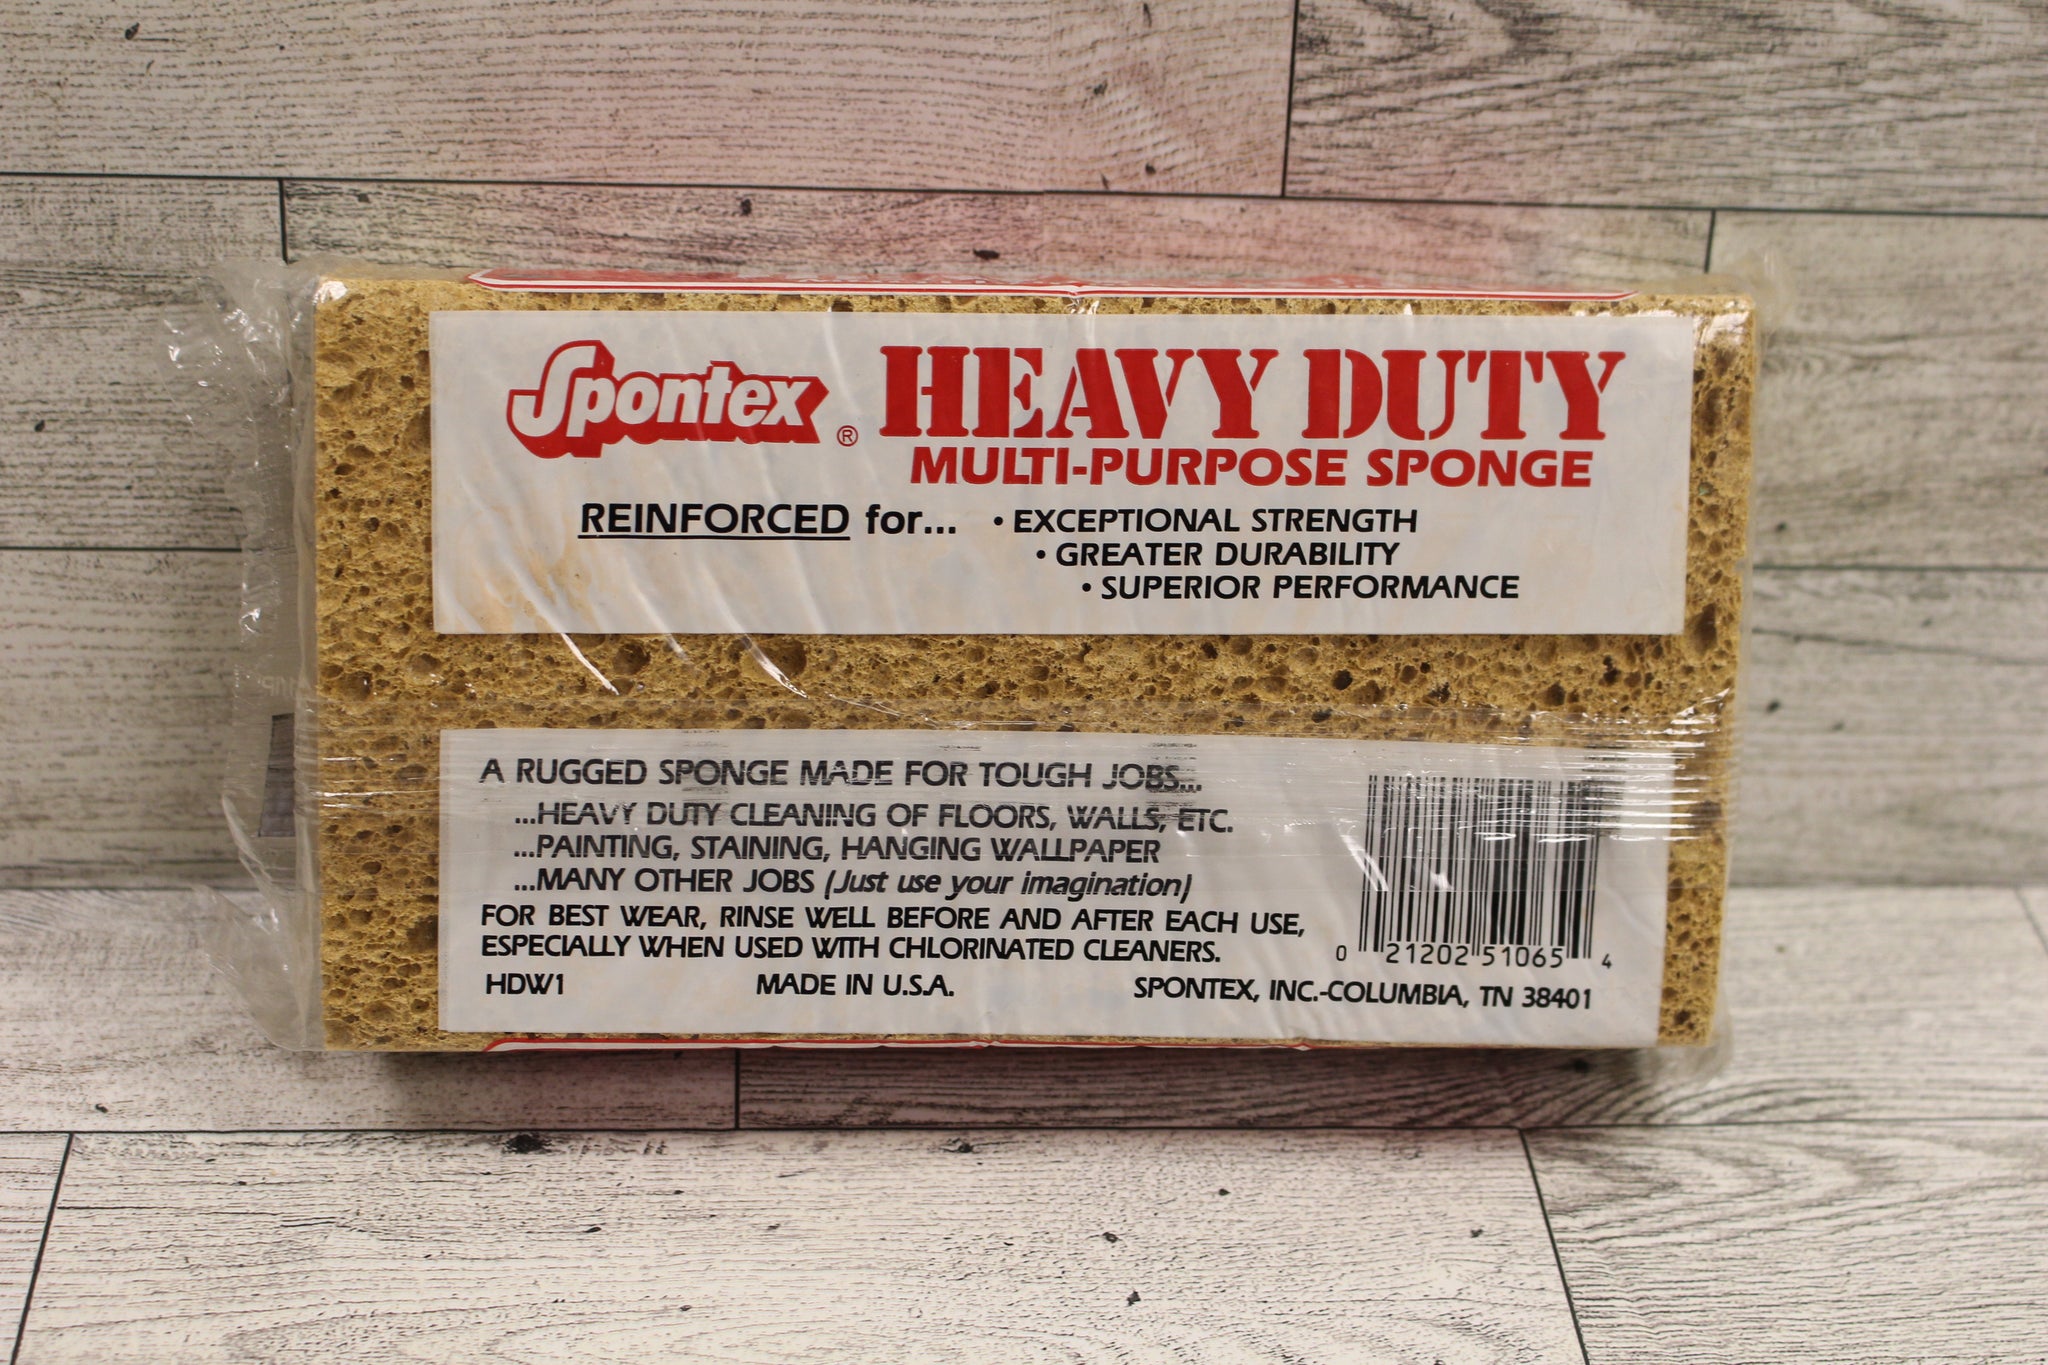 Spontex ® HEAVY DUTY
MULTI-PURPOSE SPONGE
REINFORCED for... • EXCEPTIONAL STRENGTH
• GREATER DURABILITY
• SUPERIOR PERFORMANCE
A RUGGED SPONGE MADE FOR TOUGH JOBS...
...HEAVY DUTY CLEANING OF FLOORS, WALLS, ETC.
...PAINTING, STAINING, HANGING WALLPAPER
...MANY OTHER JOBS (Just use your imagination)
FOR BEST WEAR, RINSE WELL BEFORE AND AFTER EACH USE,
ESPECIALLY WHEN USED WITH CHLORINATED CLEANERS.
0 21202 51065 4
HDW1 MADE IN U.S.A. SPONTEX, INC.-COLUMBIA, TN 38401